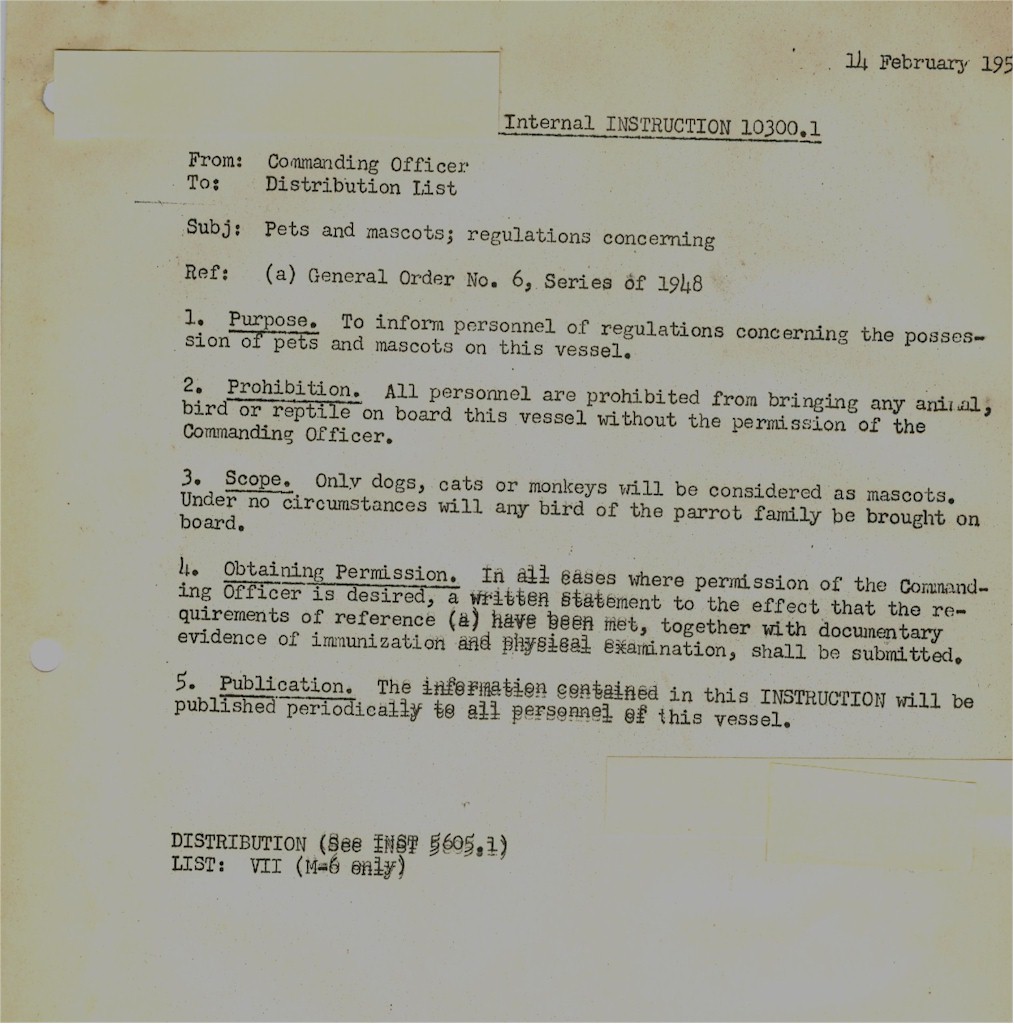 14 February 195
Internal INSTRUCTION 10300.1
From: Commanding Officer
To: Distribution List
Subj: Pets and mascots; regulations concerning
Ref: (a) General Order No. 6, Series of 1948
1. Purpose. To inform personnel of regulations concerning the posses-
sion of pets and mascots on this vessel.
2. Prohibition. All personnel are prohibited from bringing any animal,
bird or reptile on board this vessel without the permission of the
Commanding Officer.
3. Scope. Only dogs, cats or monkeys will be considered as mascots.
Under no circumstances will any bird of the parrot family be brought on
board.
4. Obtaining Permission. In all cases where permission of the Command-
ing Officer is desired, a written statement to the effect that the re-
quirements of reference (a) have been met, together with documentary
evidence of immunization and physical examination, shall be submitted.
5. Publication. The information contained in this INSTRUCTION will be
published periodically to all personnel of this vessel.
DISTRIBUTION (See INST 5605.1)
LIST: VII (M-6 only)